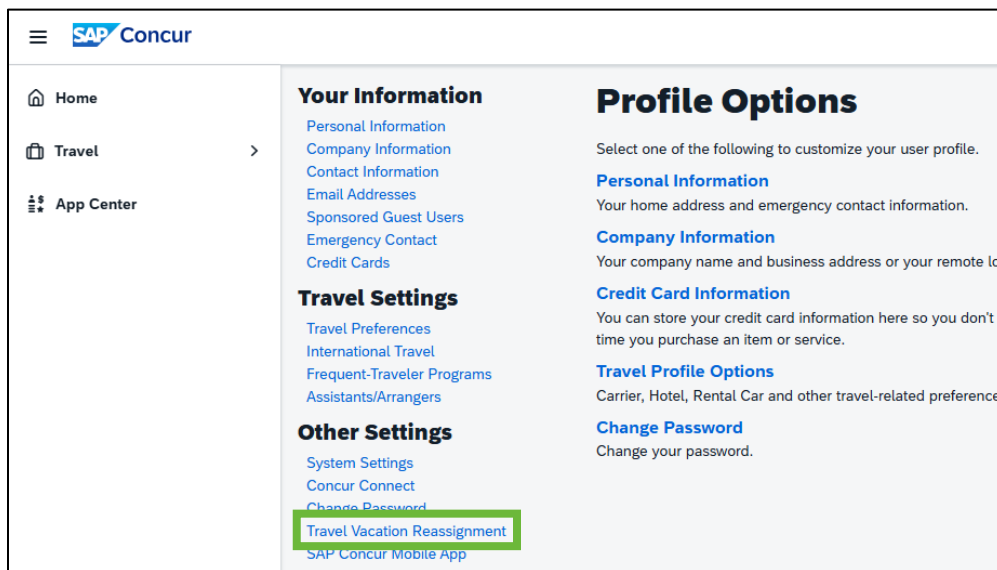 SAP Concur
Home
Travel
App Center
Your Information
Personal Information
Company Information
Contact Information
Email Addresses
Sponsored Guest Users
Emergency Contact
Credit Cards
Travel Settings
Travel Preferences
International Travel
Frequent-Traveler Programs
Assistants/Arrangers
Other Settings
System Settings
Concur Connect
Change Password
Travel Vacation Reassignment
SAP Concur Mobile App
Profile Options
Select one of the following to customize your user profile.
Personal Information
Your home address and emergency contact information.
Company Information
Your company name and business address or your remote lo
Credit Card Information
You can store your credit card information here so you don't
time you purchase an item or service.
Travel Profile Options
Carrier, Hotel, Rental Car and other travel-related preference
Change Password
Change your password.